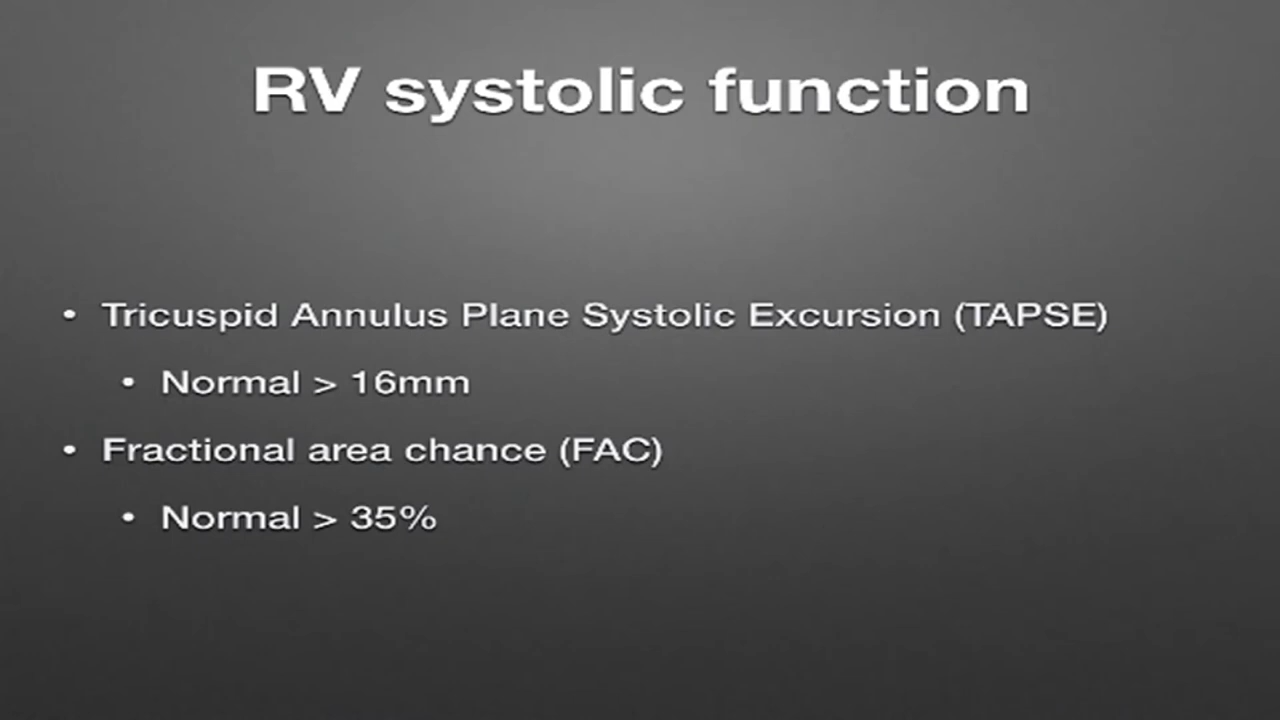 RV systolic function
• Tricuspid Annulus Plane Systolic Excursion (TAPSE)
• Normal > 16mm
• Fractional area chance (FAC)
• Normal > 35%